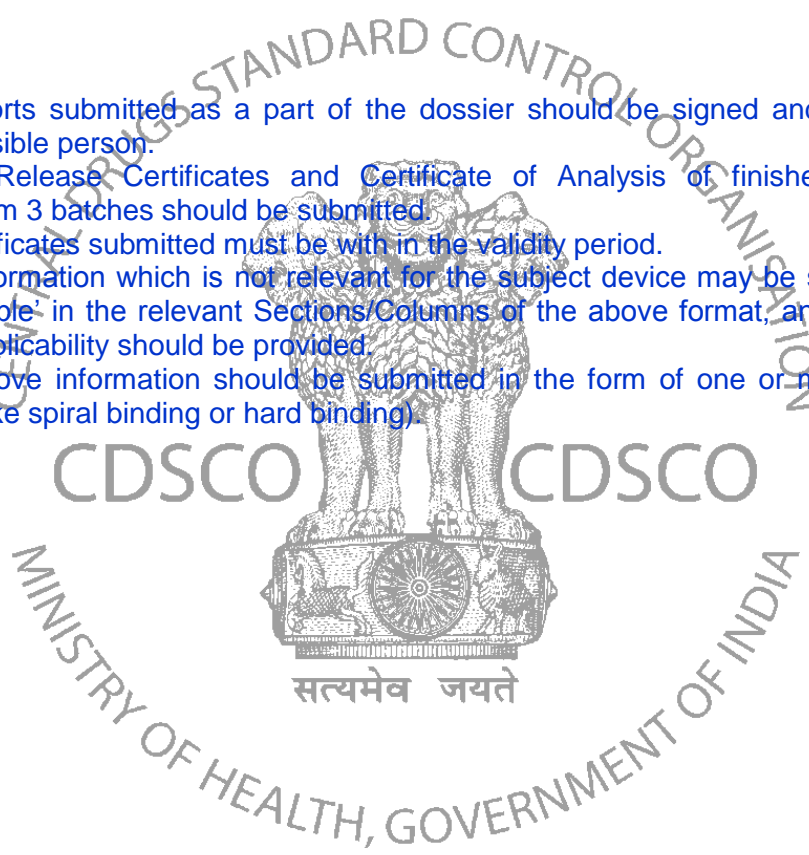 CENTRAL DRUGS STANDARD CONTROL ORGANISATION
orts submitted as a part of the dossier should be signed and
sible person.
Release Certificates and Certificate of Analysis of finishe
m 3 batches should be submitted.
ficates submitted must be with in the validity period.
ormation which is not relevant for the subject device may be s
ble’ in the relevant Sections/Columns of the above format, an
plicability should be provided.
ove information should be submitted in the form of one or m
ke spiral binding or hard binding).
CDSCO CDSCO
सत्यमेव जयते
MINISTRY OF HEALTH, GOVERNMENT OF INDIA